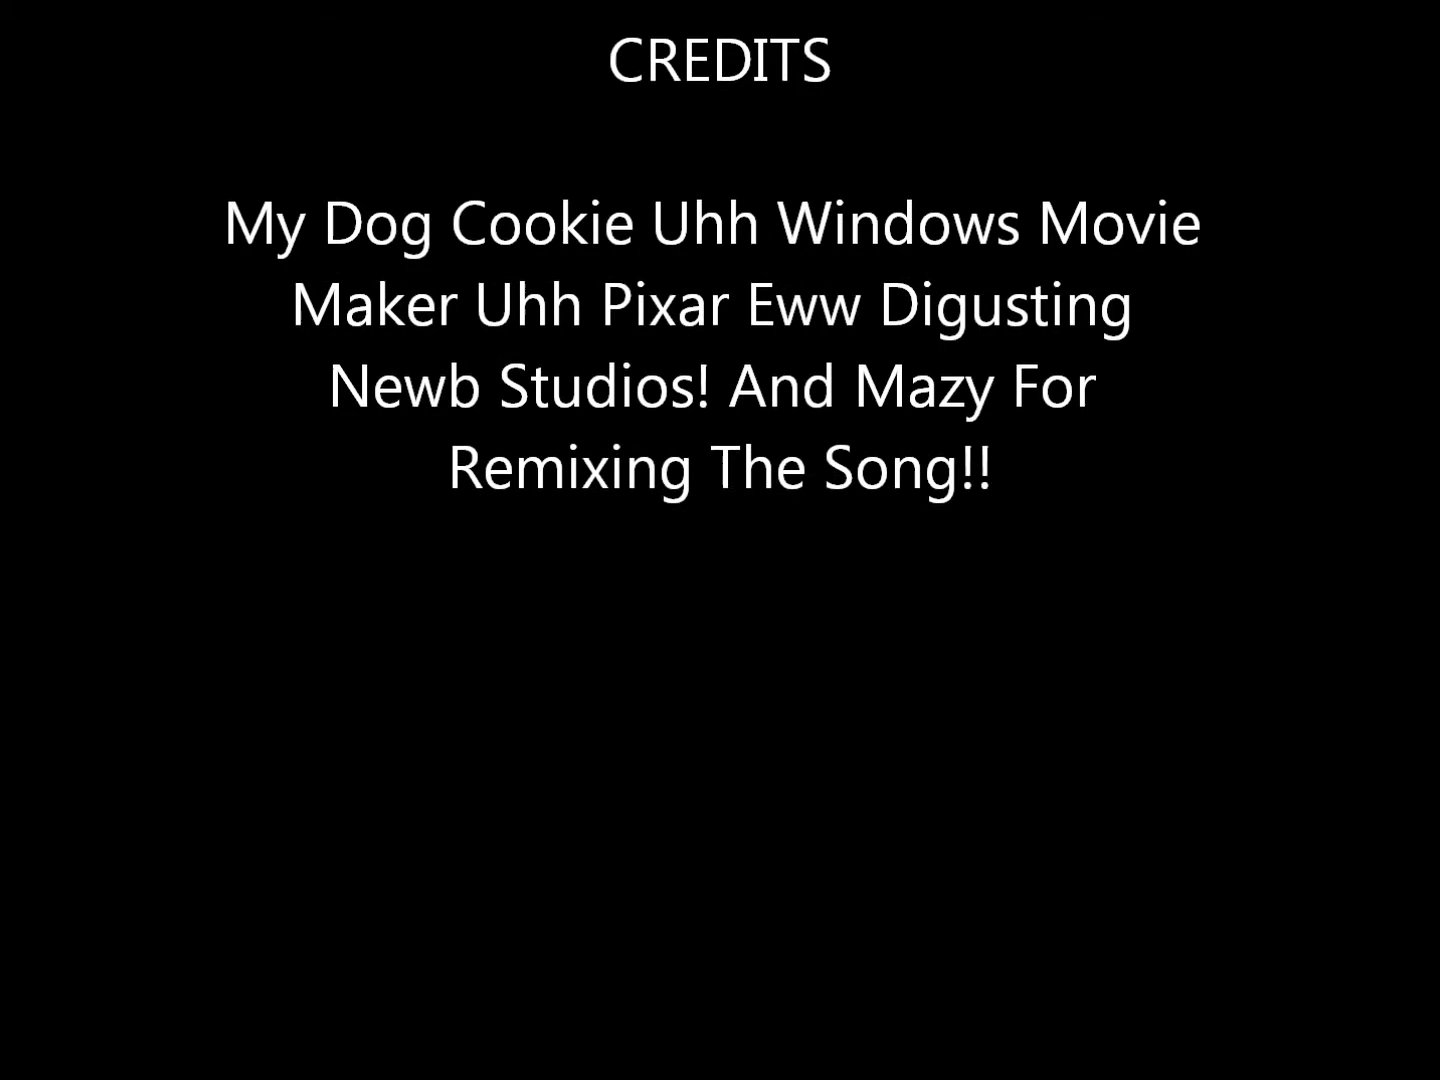 CREDITS
My Dog Cookie Uhh Windows Movie
Maker Uhh Pixar Eww Digusting
Newb Studios! And Mazy For
Remixing The Song!!